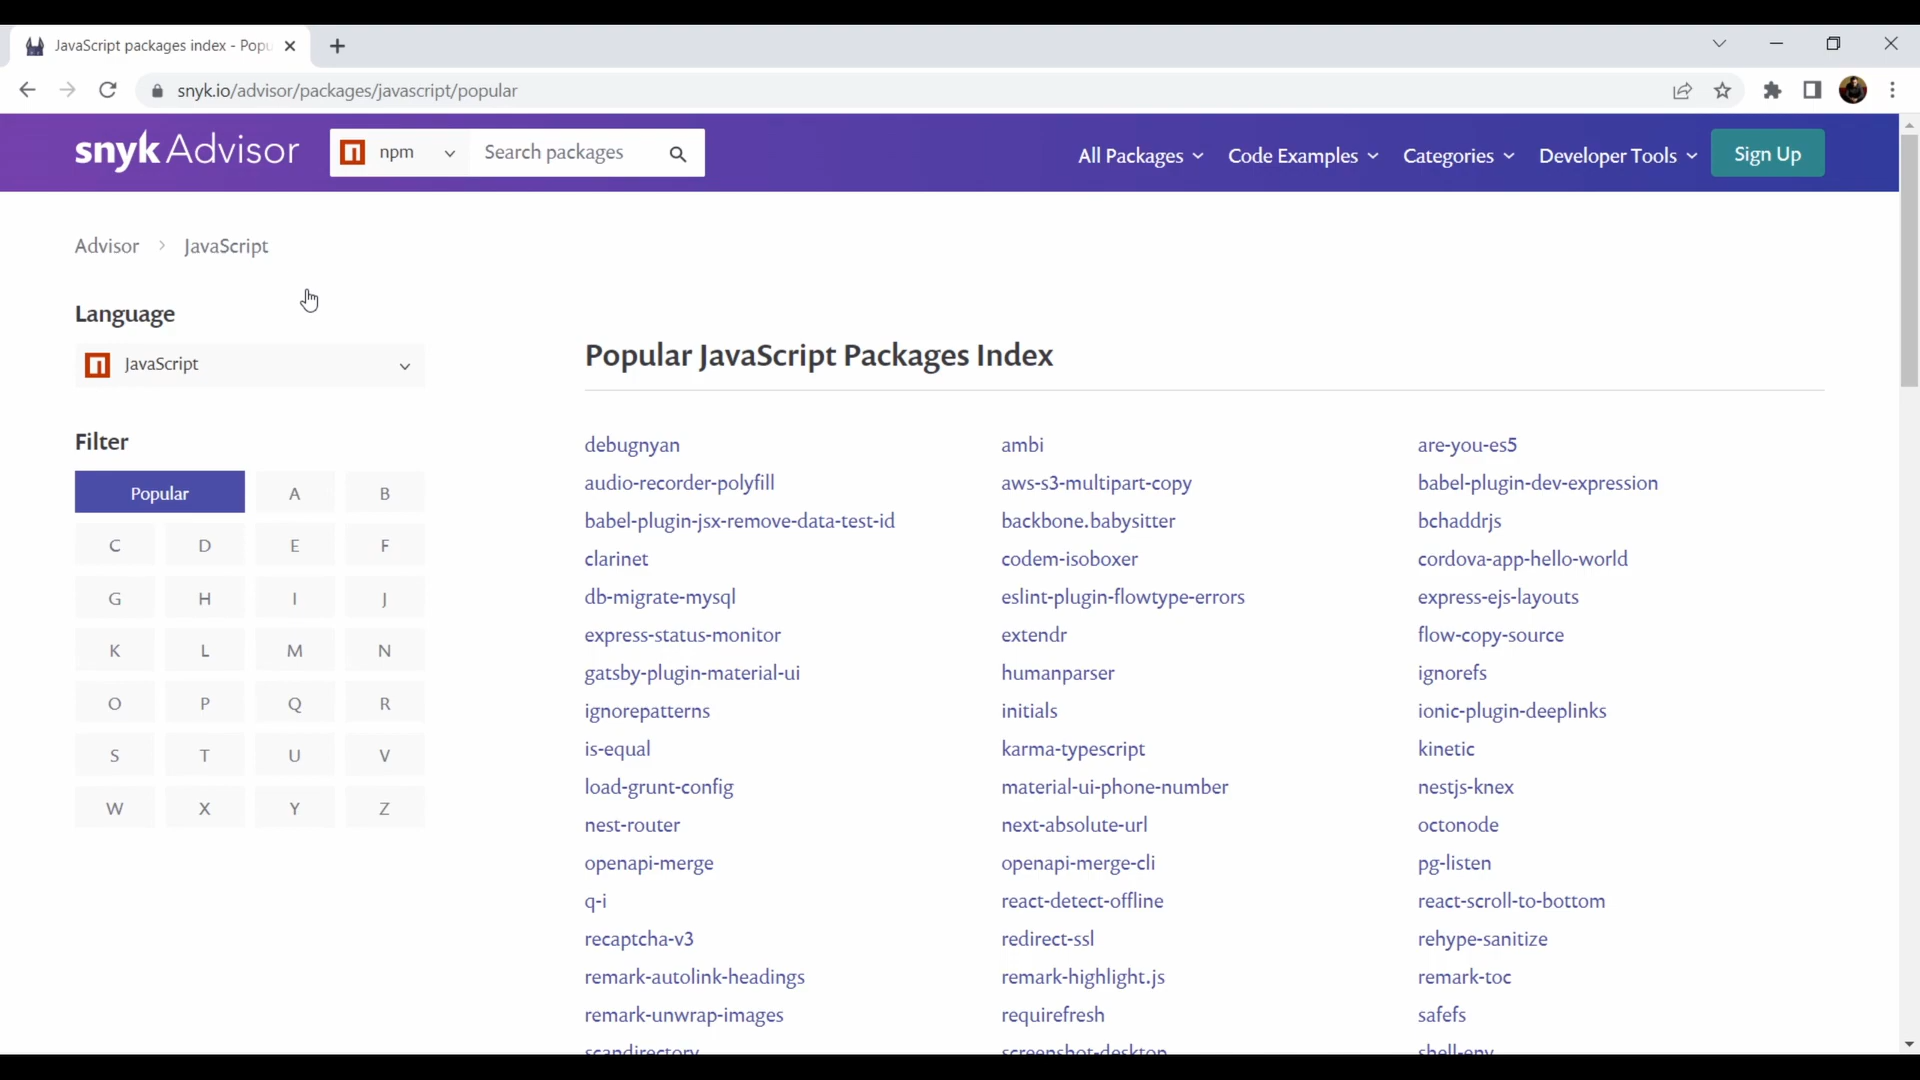 JavaScript packages index - Popu
snyk.io/advisor/packages/javascript/popular
snyk Advisor
npm
Search packages
All Packages
Code Examples
Categories
Developer Tools
Sign Up
Advisor > JavaScript
Language
JavaScript
Filter
Popular A B
C D E F
G H I J
K L M N
O P Q R
S T U V
W X Y Z
Popular JavaScript Packages Index
debugnyan ambi are-you-es5
audio-recorder-polyfill aws-s3-multipart-copy babel-plugin-dev-expression
babel-plugin-jsx-remove-data-test-id backbone.babysitter bchaddrjs
clarinet codem-isoboxer cordova-app-hello-world
db-migrate-mysql eslint-plugin-flowtype-errors express-ejs-layouts
express-status-monitor extendr flow-copy-source
gatsby-plugin-material-ui humanparser ignorefs
ignorepatterns initials ionic-plugin-deeplinks
is-equal karma-typescript kinetic
load-grunt-config material-ui-phone-number nestjs-knex
nest-router next-absolute-url octonode
openapi-merge openapi-merge-cli pg-listen
q-i react-detect-offline react-scroll-to-bottom
recaptcha-v3 redirect-ssl rehype-sanitize
remark-autolink-headings remark-highlight.js remark-toc
remark-unwrap-images requirefresh safefs
scandirectory screenshot-desktop shell-env